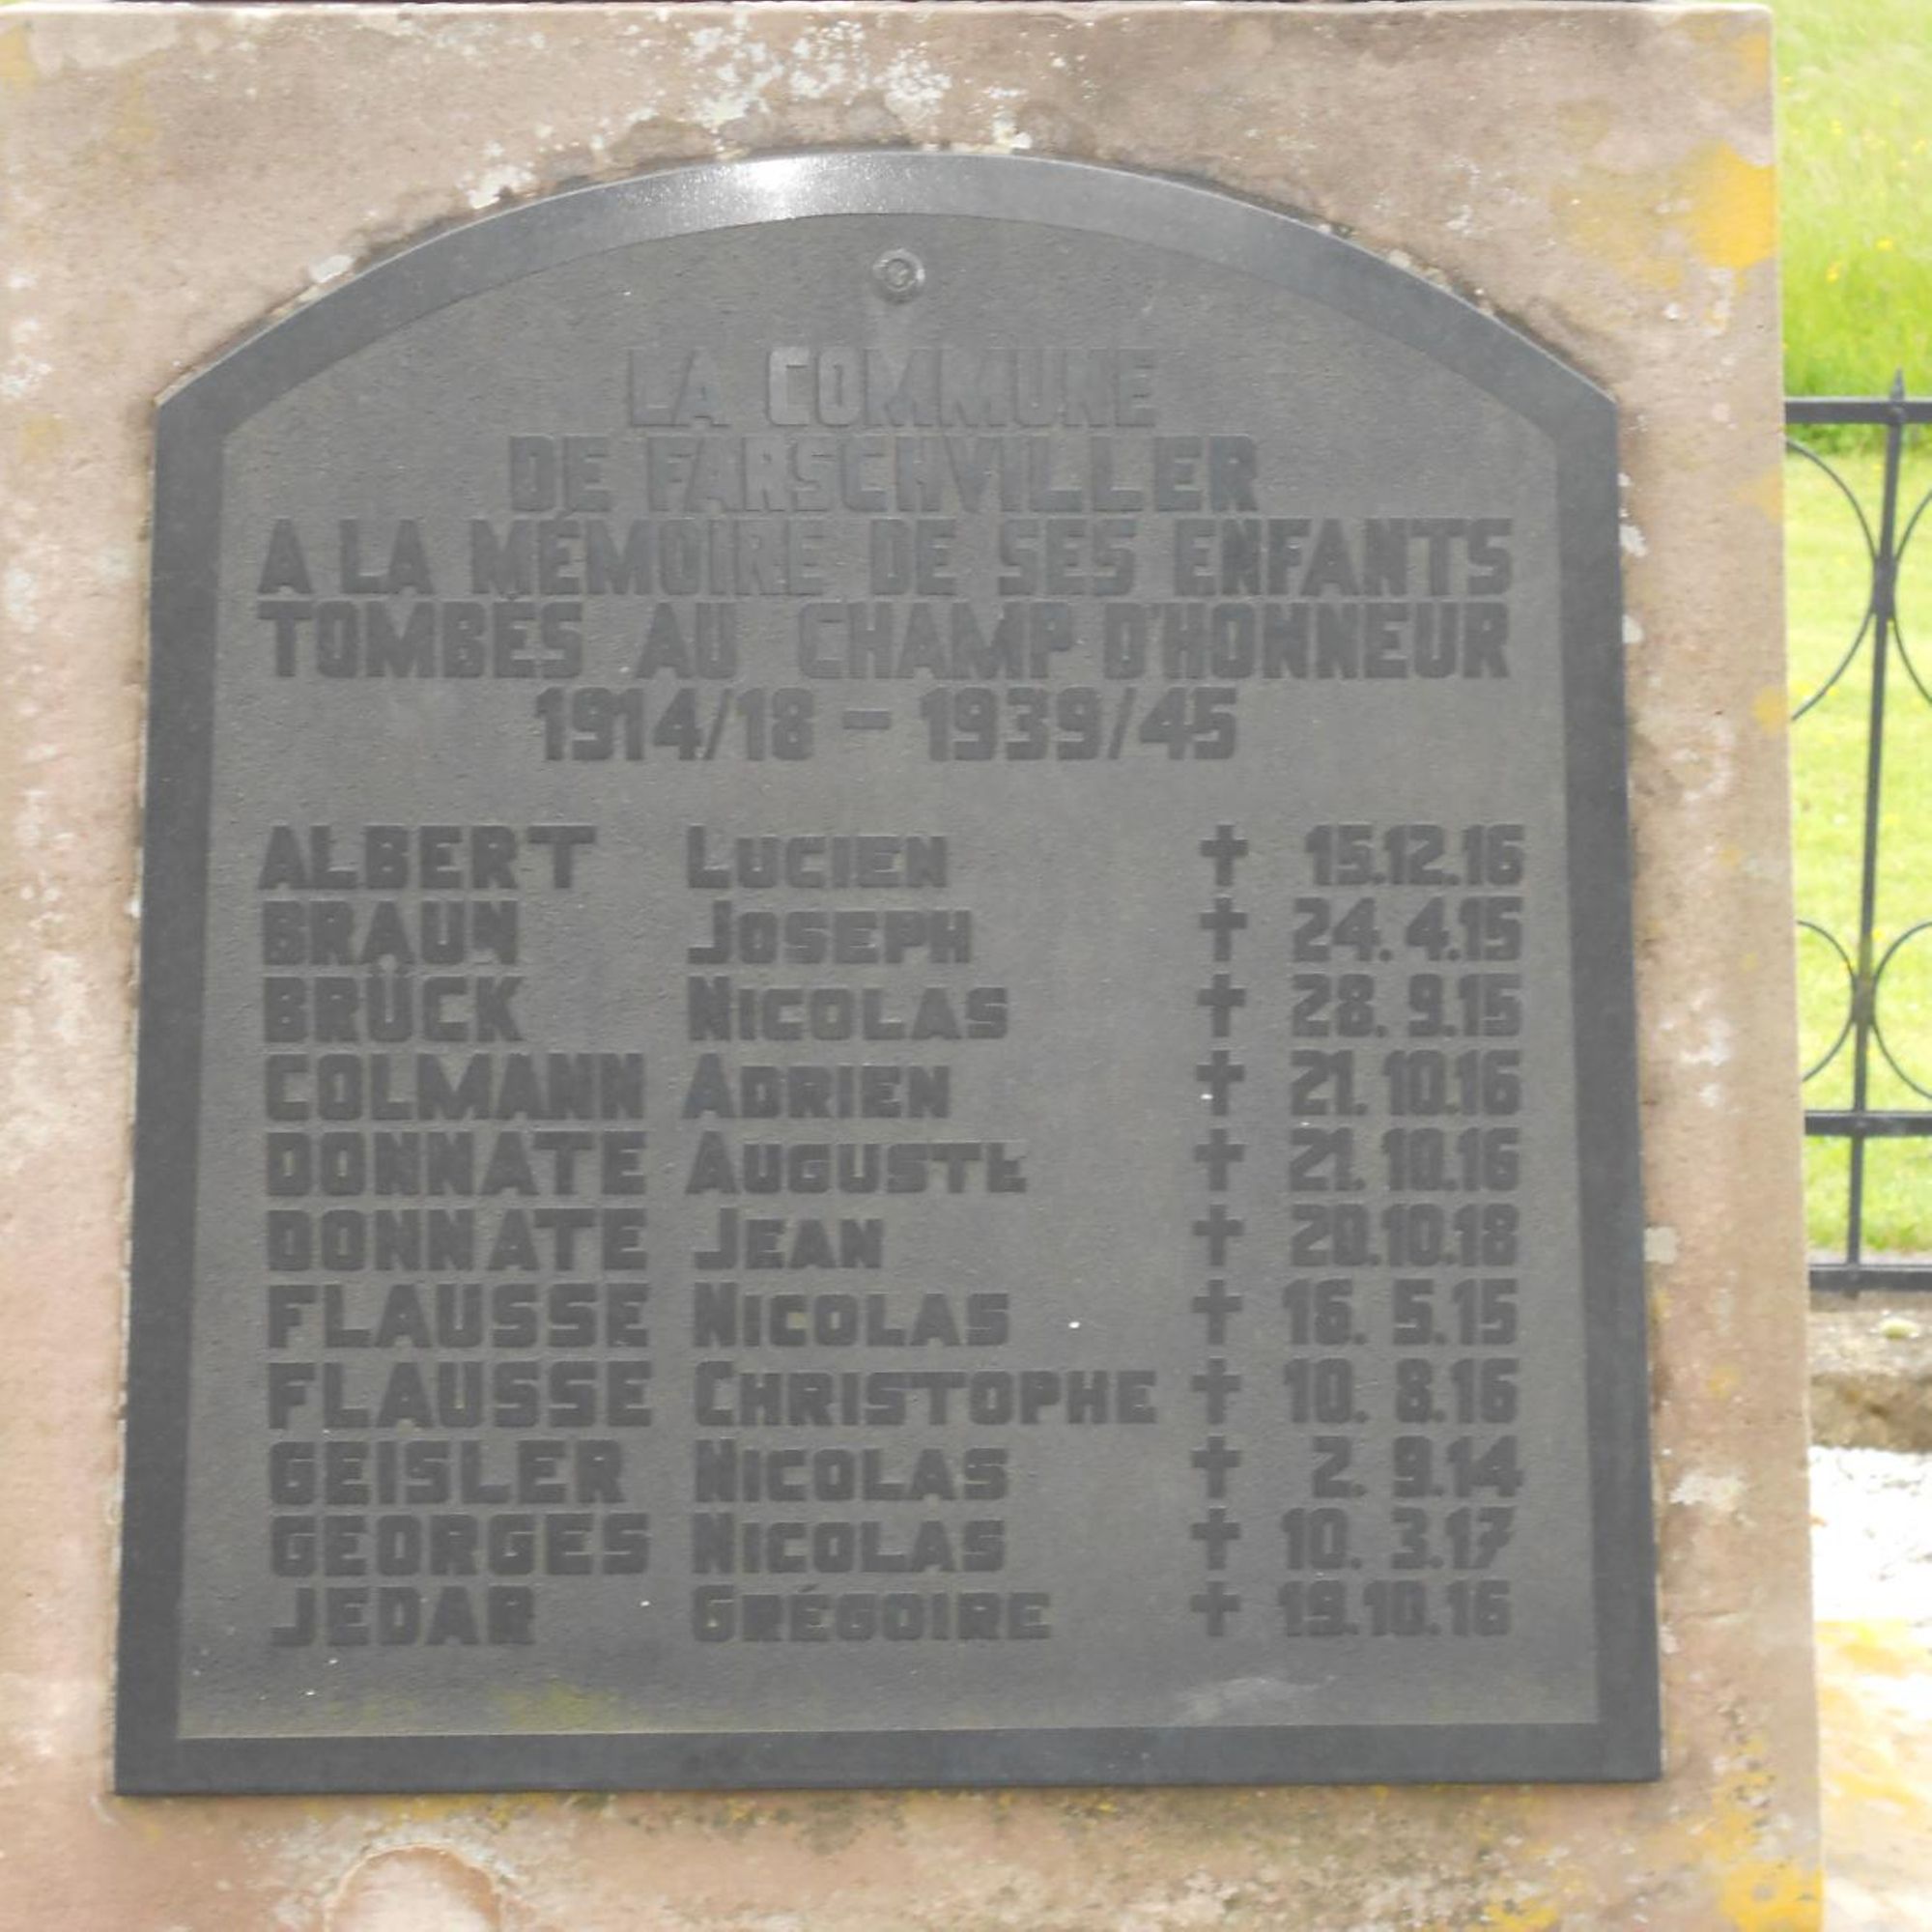 LA COMMUNE
DE FARSCHVILLER
A LA MÉMOIRE DE SES ENFANTS
TOMBÉS AU CHAMP D'HONNEUR
1914/18 - 1939/45
ALBERT LUCIEN ✝ 15.12.16
BRAUN JOSEPH ✝ 24. 4.15
BRÜCK NICOLAS ✝ 28. 9.15
COLMANN ADRIEN ✝ 21. 10.16
DONNATE AUGUSTE ✝ 21. 10.16
DONNATE JEAN ✝ 20.10.18
FLAUSSE NICOLAS ✝ 16. 5.15
FLAUSSE CHRISTOPHE ✝ 10. 8.16
GEISLER NICOLAS ✝ 2. 9.14
GEORGES NICOLAS ✝ 10. 3.17
JEDAR GRÉGOIRE ✝ 19.10.16